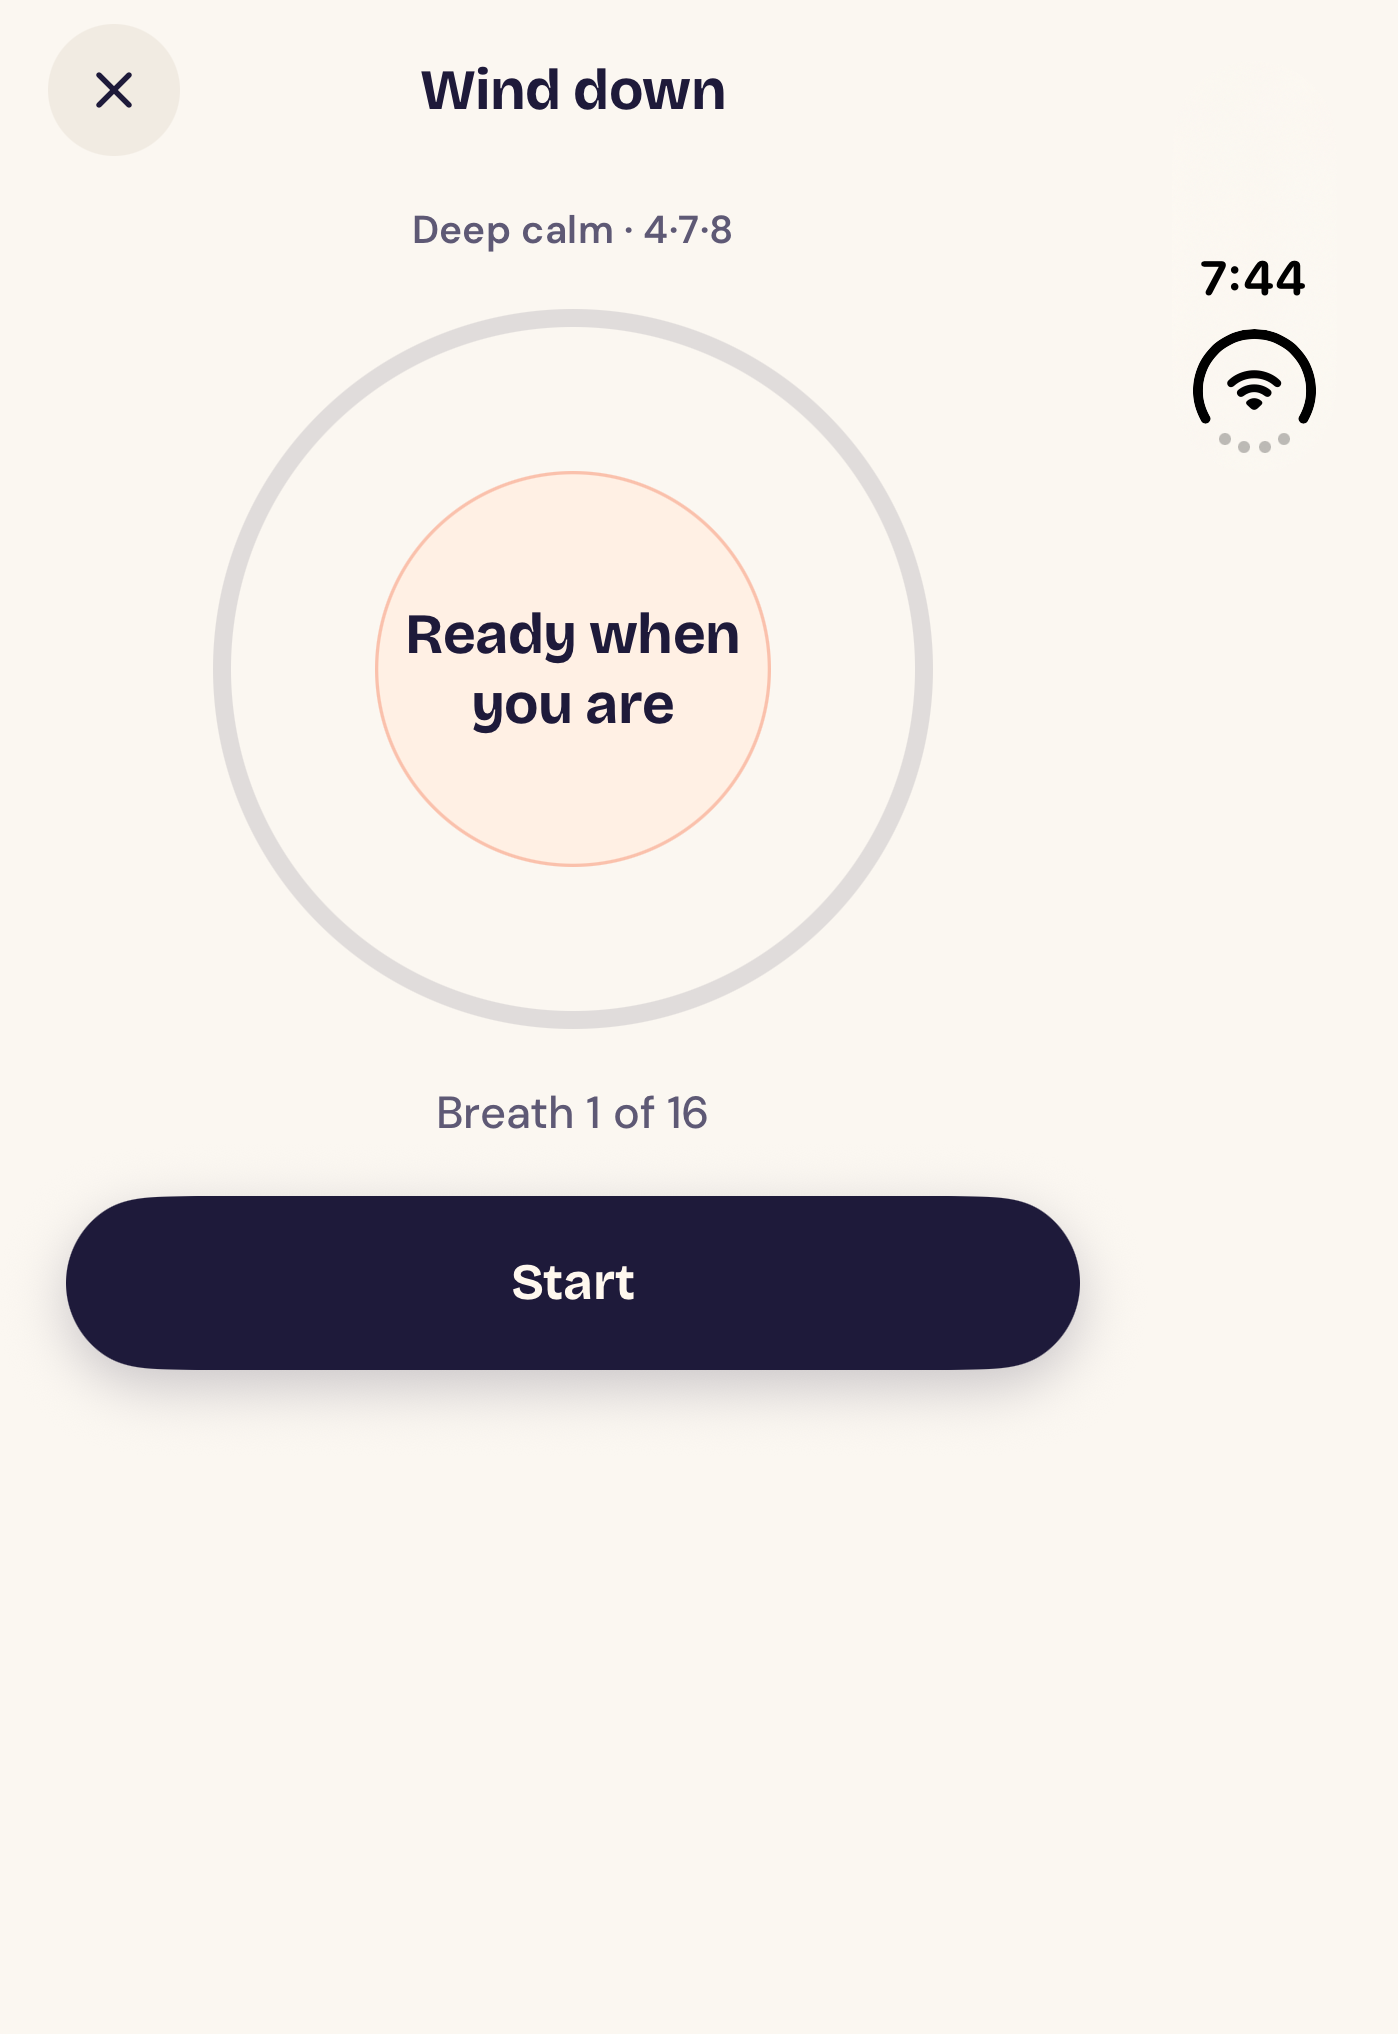 Wind down
Deep calm · 4·7·8
7:44
Ready when
you are
Breath 1 of 16
Start